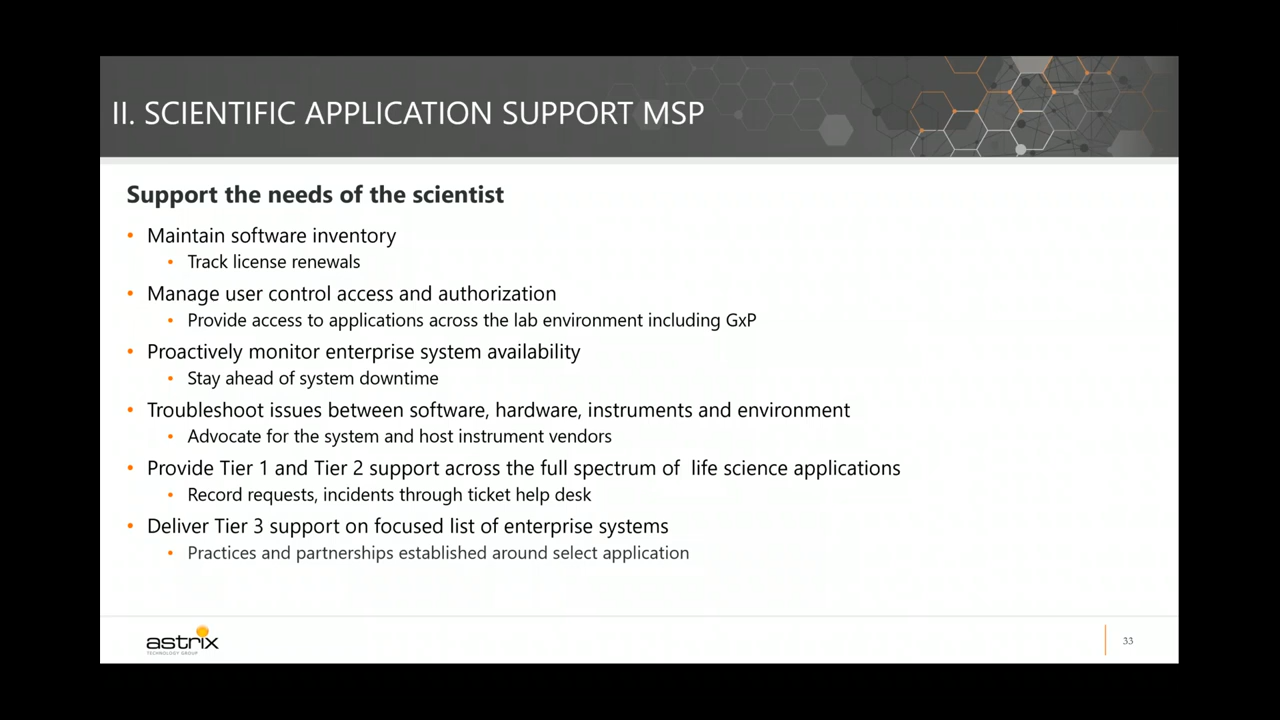 II. SCIENTIFIC APPLICATION SUPPORT MSP
Support the needs of the scientist
• Maintain software inventory
• Track license renewals
• Manage user control access and authorization
• Provide access to applications across the lab environment including GxP
• Proactively monitor enterprise system availability
• Stay ahead of system downtime
• Troubleshoot issues between software, hardware, instruments and environment
• Advocate for the system and host instrument vendors
• Provide Tier 1 and Tier 2 support across the full spectrum of  life science applications
• Record requests, incidents through ticket help desk
• Deliver Tier 3 support on focused list of enterprise systems
• Practices and partnerships established around select application
astrix
TECHNOLOGY GROUP
33